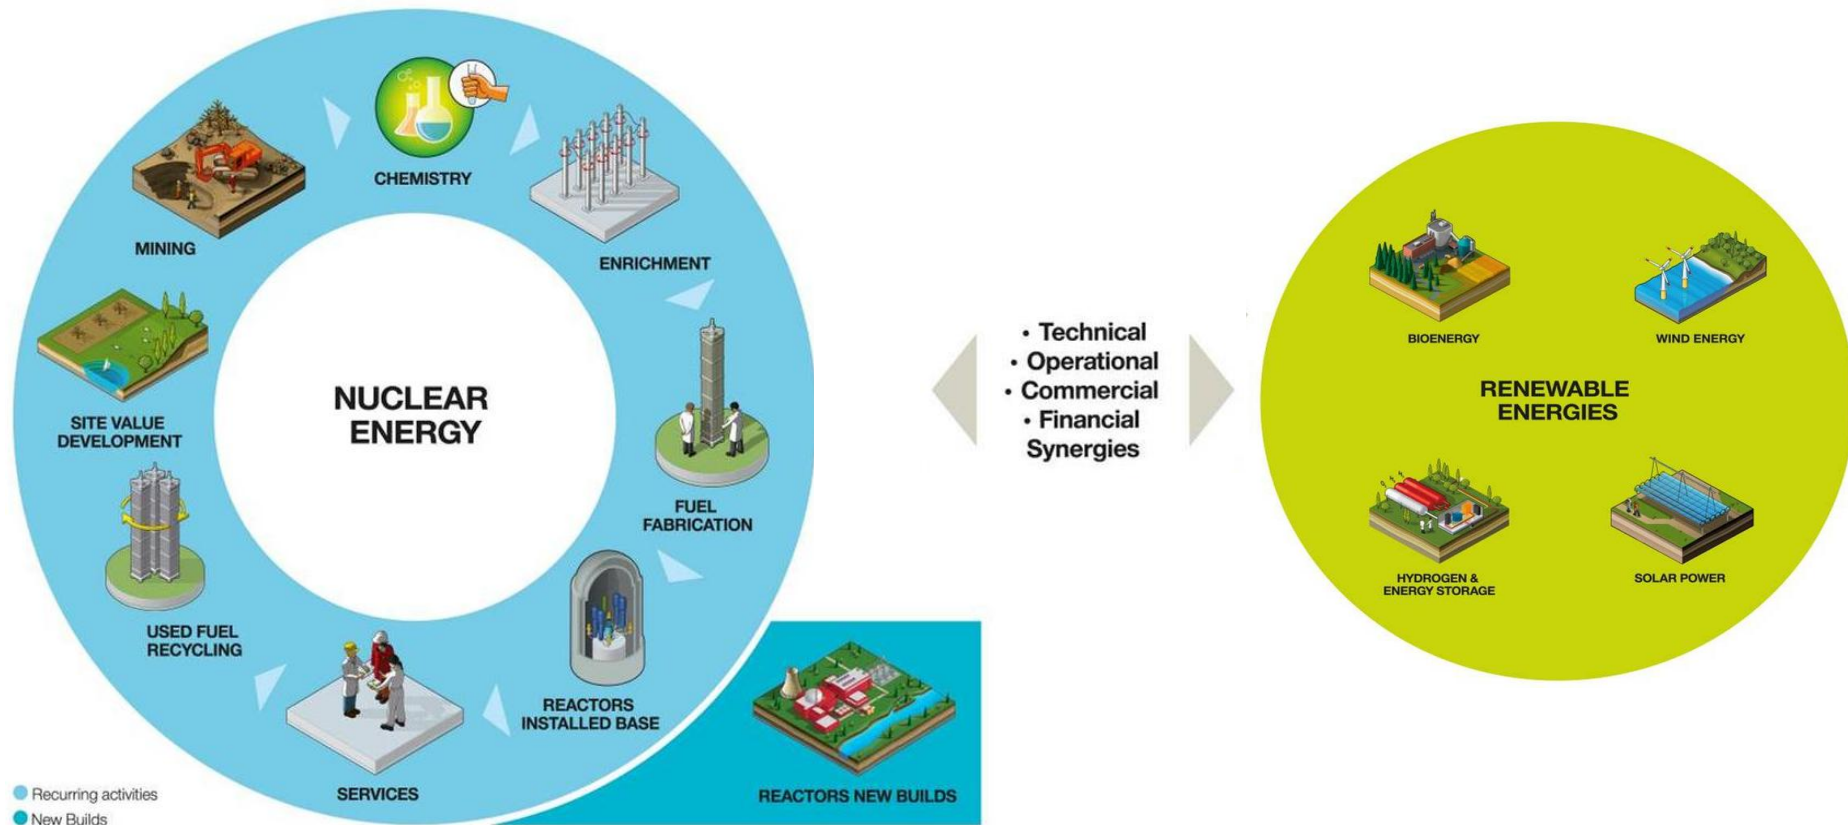 CHEMISTRY
MINING
ENRICHMENT
SITE VALUE
DEVELOPMENT
NUCLEAR
ENERGY
FUEL
FABRICATION
USED FUEL
RECYCLING
REACTORS
INSTALLED BASE
SERVICES
REACTORS NEW BUILDS
Recurring activities
New Builds
• Technical
• Operational
• Commercial
• Financial
Synergies
BIOENERGY
WIND ENERGY
RENEWABLE
ENERGIES
HYDROGEN &
ENERGY STORAGE
SOLAR POWER